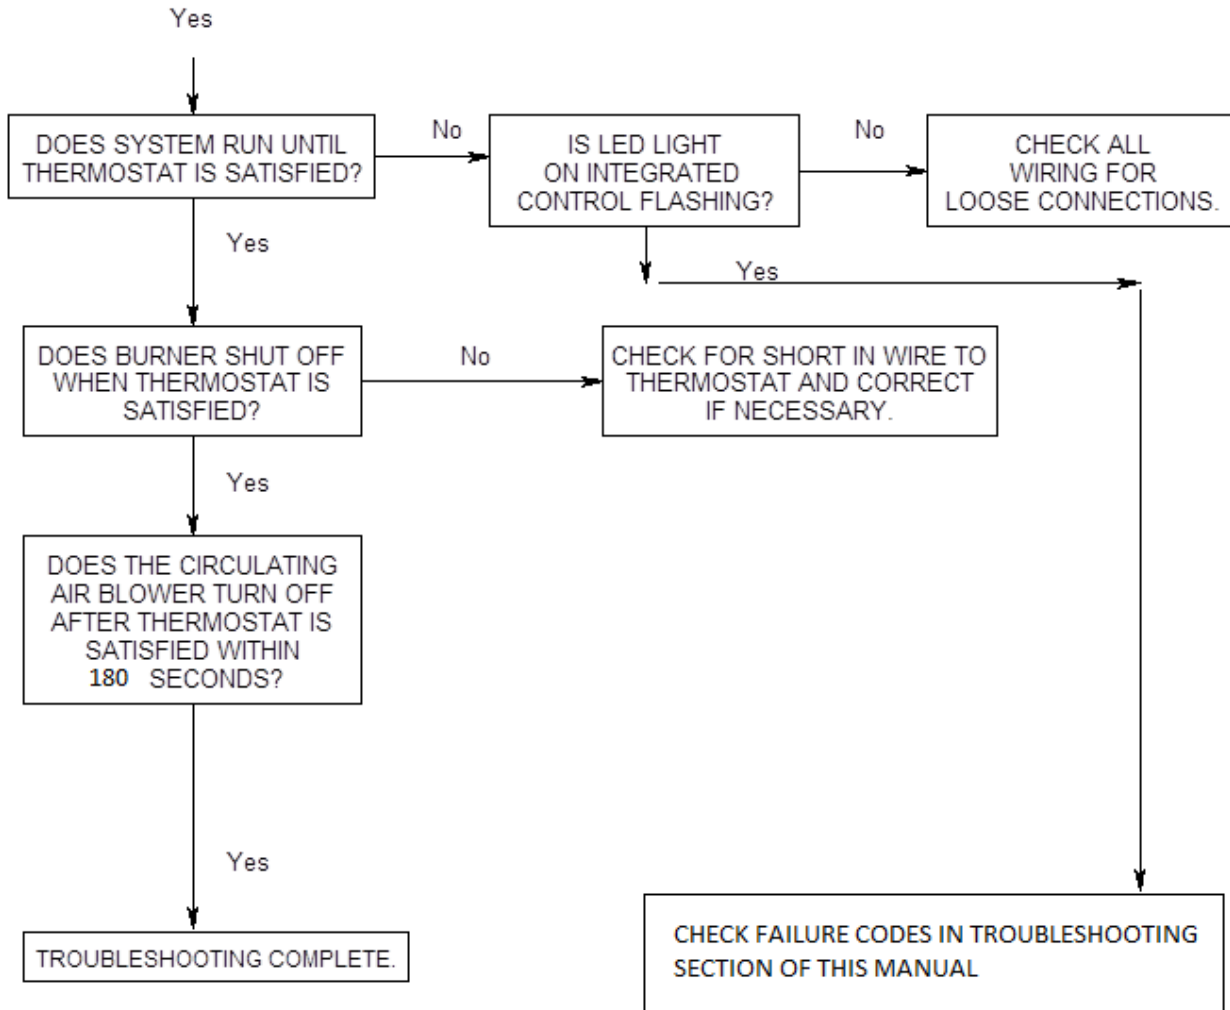 Yes
DOES SYSTEM RUN UNTIL
THERMOSTAT IS SATISFIED?
No
IS LED LIGHT
ON INTEGRATED
CONTROL FLASHING?
No
CHECK ALL
WIRING FOR
LOOSE CONNECTIONS.
Yes
Yes
DOES BURNER SHUT OFF
WHEN THERMOSTAT IS
SATISFIED?
No
CHECK FOR SHORT IN WIRE TO
THERMOSTAT AND CORRECT
IF NECESSARY.
Yes
DOES THE CIRCULATING
AIR BLOWER TURN OFF
AFTER THERMOSTAT IS
SATISFIED WITHIN
180 SECONDS?
Yes
TROUBLESHOOTING COMPLETE.
CHECK FAILURE CODES IN TROUBLESHOOTING
SECTION OF THIS MANUAL